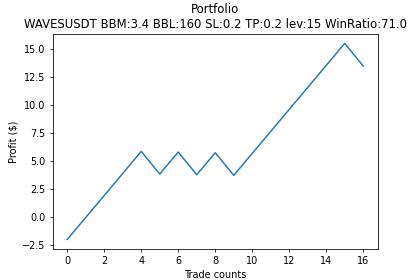 Portfolio
WAVESUSDT BBM:3.4 BBL:160 SL:0.2 TP:0.2 lev:15 WinRatio:71.0
15.0
12.5
10.0
7.5
5.0
2.5
0.0
−2.5
Profit ($)
0 2 4 6 8 10 12 14 16
Trade counts